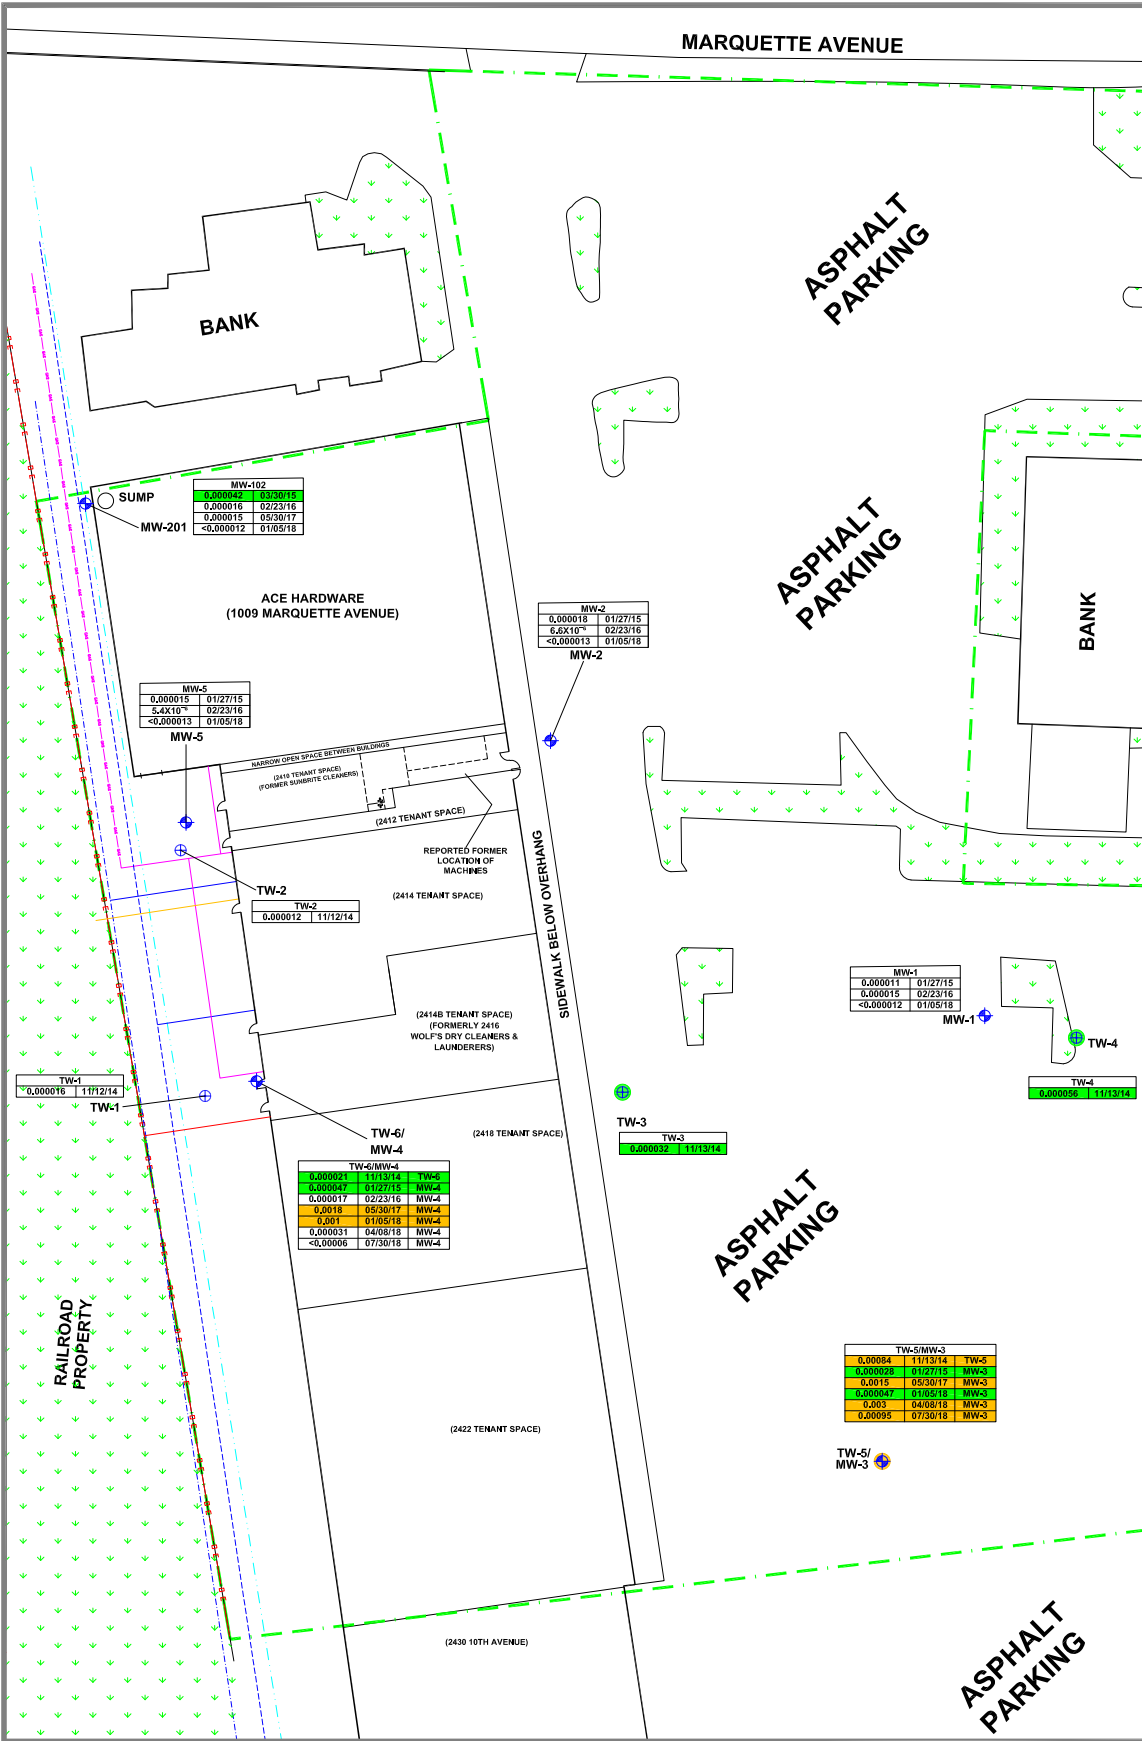 MARQUETTE AVENUE
ASPHALT
PARKING
BANK
SUMP
MW-201
MW-102
0.000042 03/30/15
0.000016 02/23/16
0.000015 05/30/17
<0.000012 01/05/18
ASPHALT
PARKING
BANK
ACE HARDWARE
(1009 MARQUETTE AVENUE)
MW-2
0.000018 01/27/15
6.6X10⁻⁶ 02/23/16
<0.000013 01/05/18
MW-2
MW-5
0.000015 01/27/15
5.4X10⁻⁶ 02/23/16
<0.000013 01/05/18
MW-5
NARROW OPEN SPACE BETWEEN BUILDINGS
(2410 TENANT SPACE)
(FORMER SUNBRITE CLEANERS)
(2412 TENANT SPACE)
REPORTED FORMER
LOCATION OF
MACHINES
SIDEWALK BELOW OVERHANG
TW-2
TW-2
0.000012 11/12/14
(2414 TENANT SPACE)
(2414B TENANT SPACE)
(FORMERLY 2416
WOLF'S DRY CLEANERS &
LAUNDERERS)
MW-1
0.000011 01/27/15
0.000015 02/23/16
<0.000012 01/05/18
MW-1
TW-4
TW-4
0.000056 11/13/14
TW-1
0.000016 11/12/14
TW-1
TW-3
TW-3
0.000032 11/13/14
(2418 TENANT SPACE)
TW-6/
MW-4
TW-6/MW-4
0.000021 11/13/14 TW-6
0.000047 01/27/15 MW-4
0.000017 02/23/16 MW-4
0.0018 05/30/17 MW-4
0.001 01/05/18 MW-4
0.000031 04/08/18 MW-4
<0.00006 07/30/18 MW-4
ASPHALT
PARKING
RAILROAD
PROPERTY
TW-5/MW-3
0.00084 11/13/14 TW-5
0.000028 01/27/15 MW-3
0.0015 05/30/17 MW-3
0.000047 01/05/18 MW-3
0.003 04/08/18 MW-3
0.00095 07/30/18 MW-3
(2422 TENANT SPACE)
TW-5/
MW-3
(2430 10TH AVENUE)
ASPHALT
PARKING